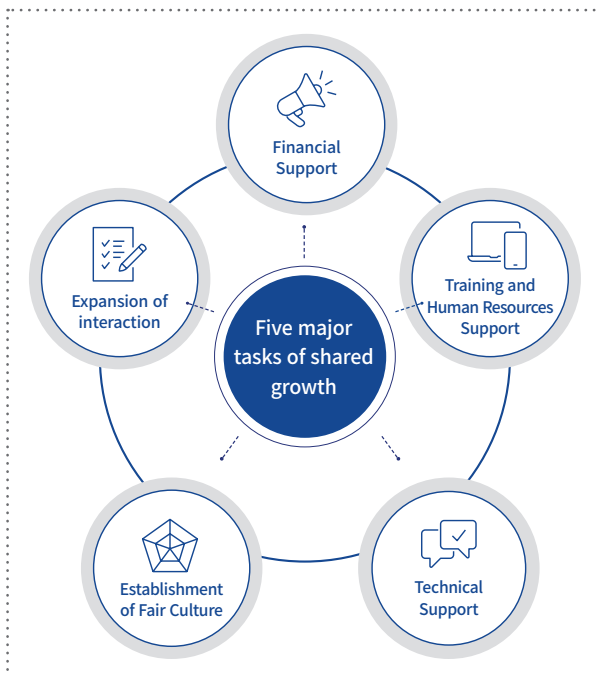 Financial
Support
Expansion of
interaction
Training and
Human Resources
Support
Five major
tasks of shared
growth
Establishment
of Fair Culture
Technical
Support